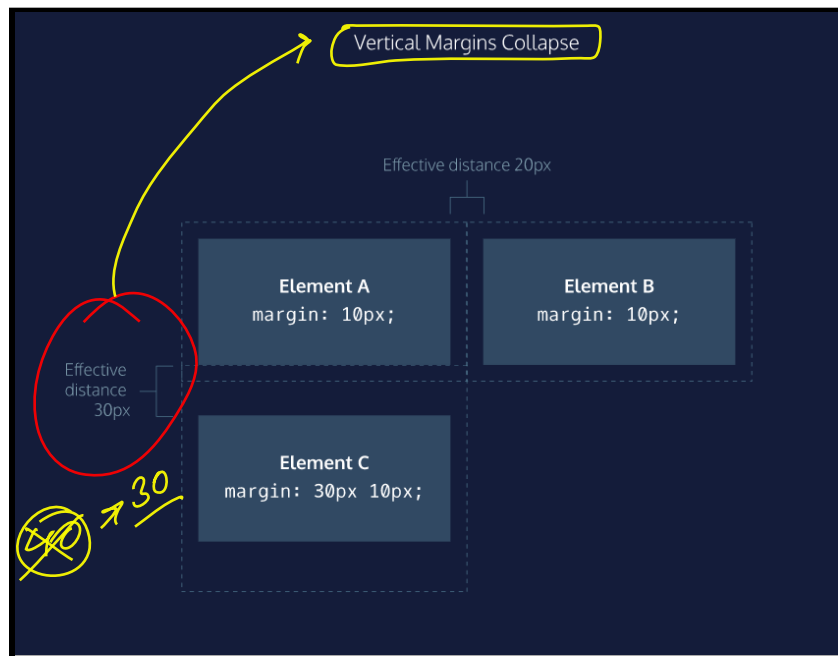 Vertical Margins Collapse
Effective distance 20px
Element A
margin: 10px;
Element B
margin: 10px;
Effective
distance
30px
Element C
margin: 30px 10px;
40 → 30